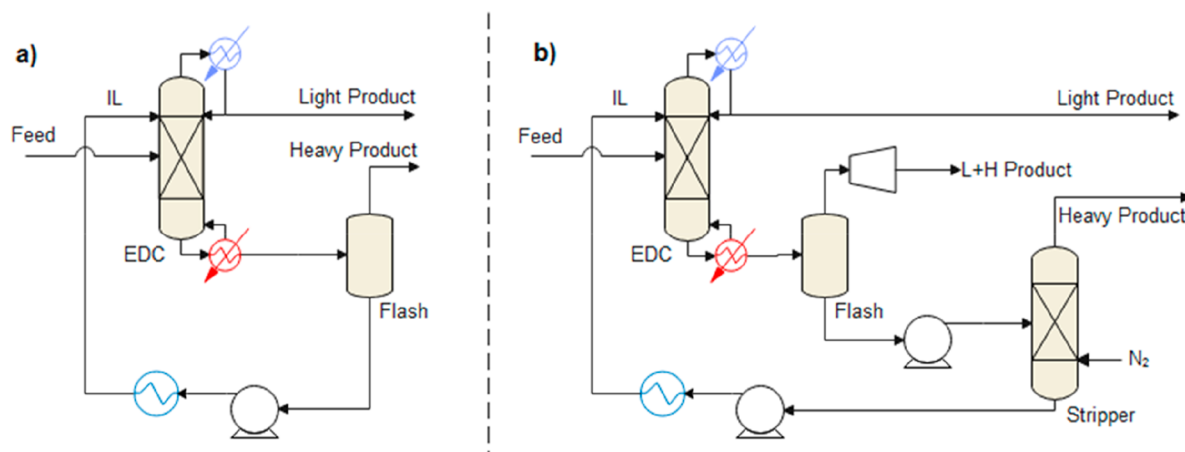 a)
IL
Feed
Light Product
Heavy Product
EDC
Flash
b)
IL
Feed
Light Product
L+H Product
Heavy Product
EDC
Flash
N₂
Stripper